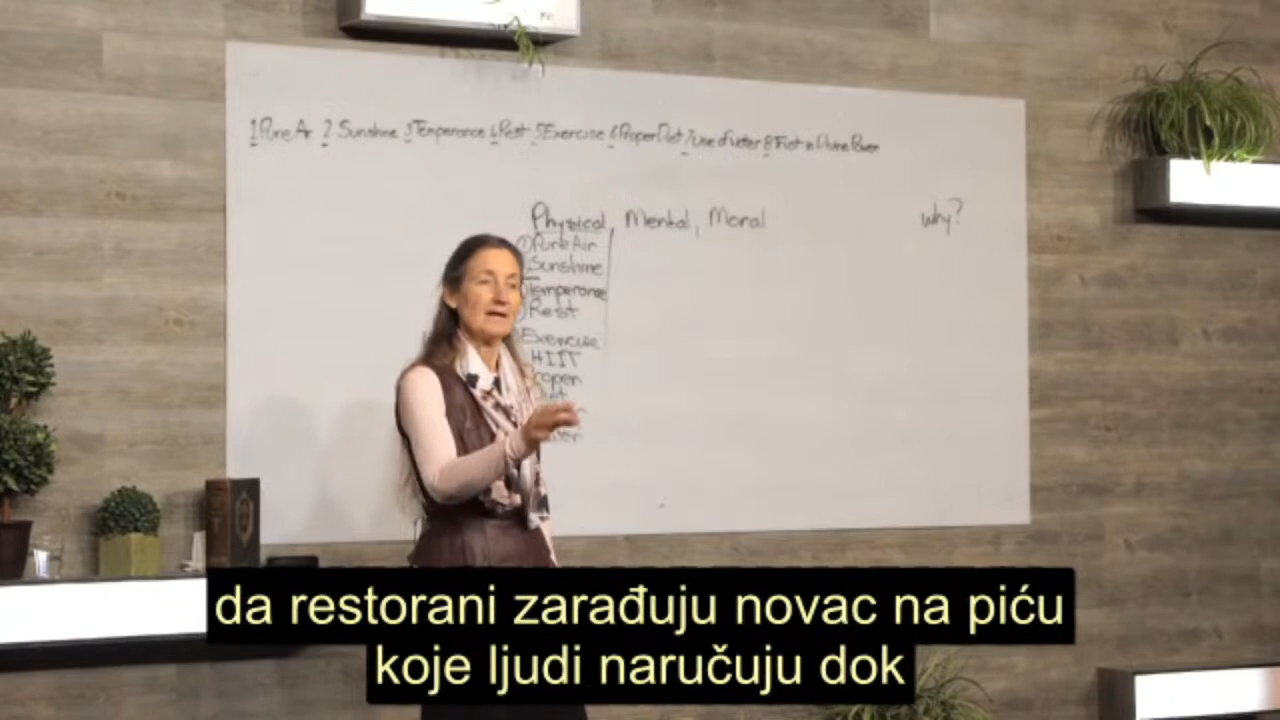 1 Pure Air 2 Sunshine 3 Temperance 4 Rest 5 Exercise 6 Proper Diet 7 Use of Water 8 Trust in Divine Power
Physical, Mental, Moral
why?
① Pure Air
Sunshine
Temperance
Rest
Exercise
HIIT
da restorani zarađuju novac na piću
koje ljudi naručuju dok